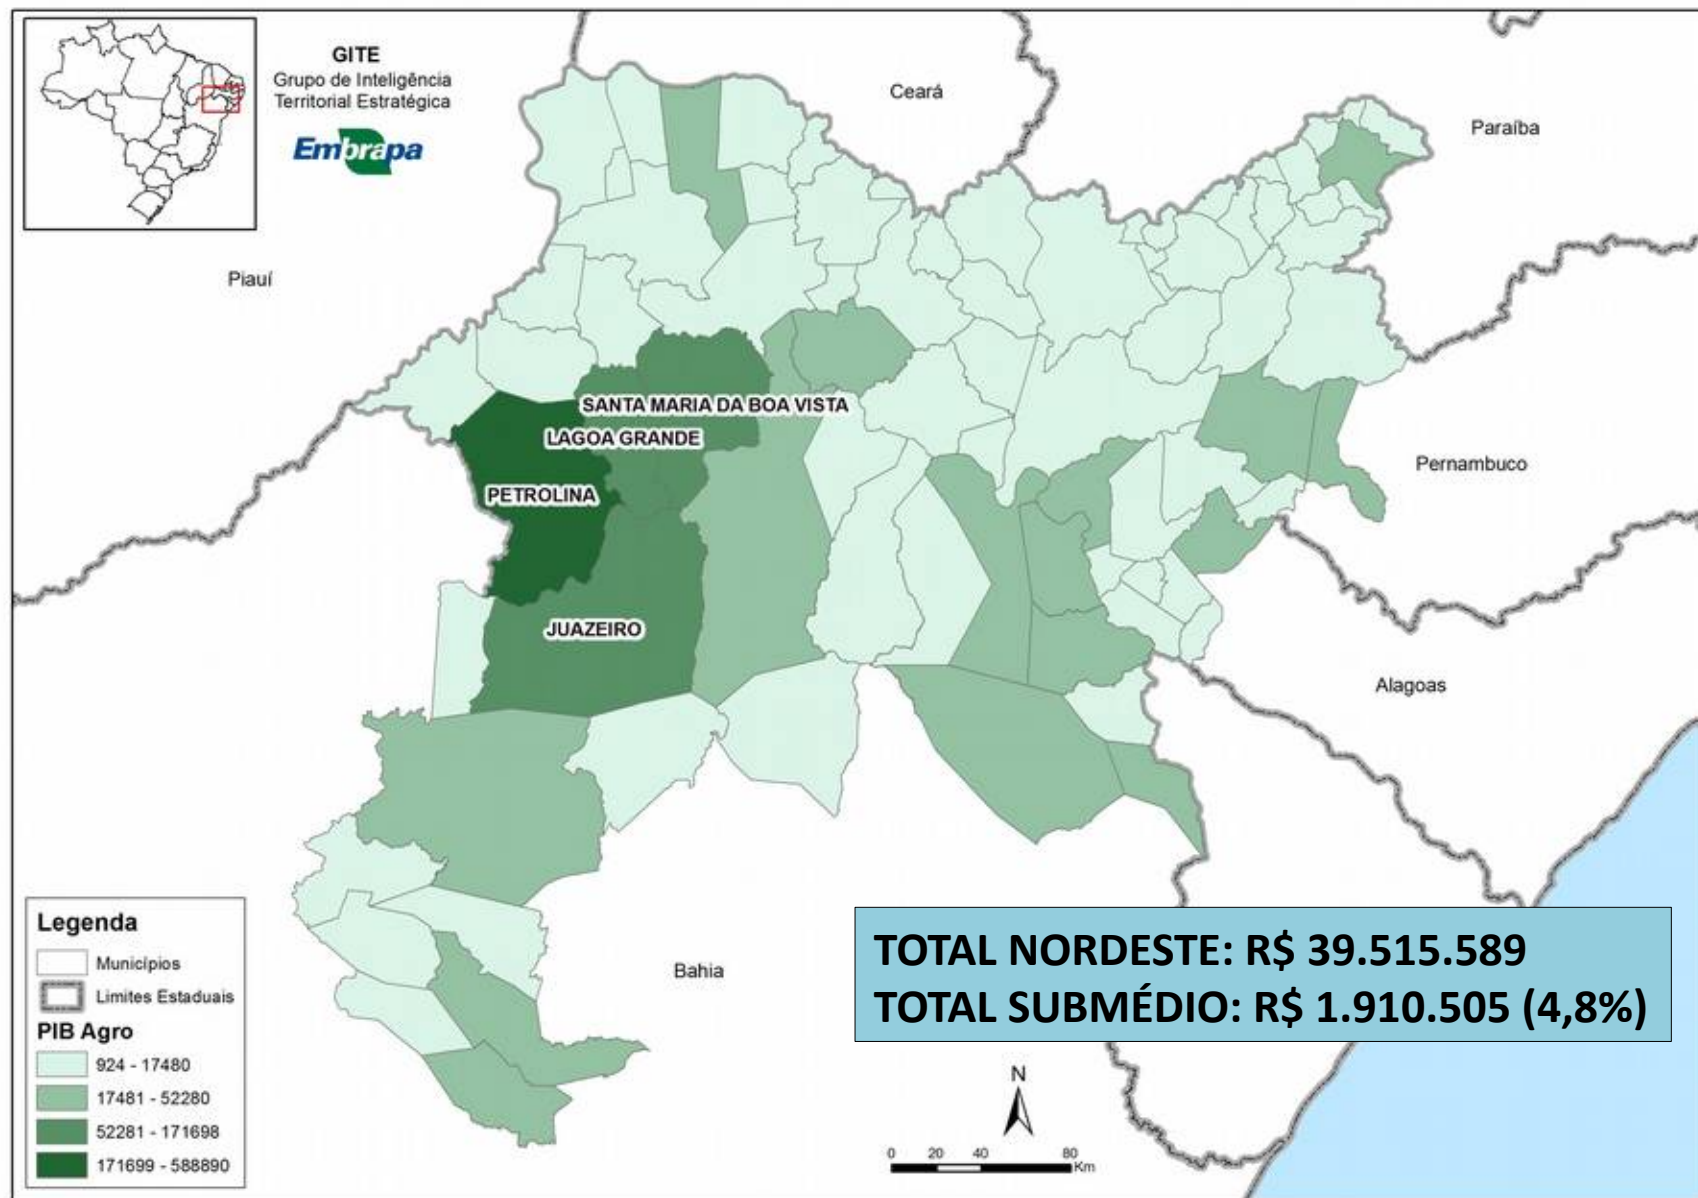 GITE
Grupo de Inteligência
Territorial Estratégica
Embrapa
Ceará
Paraíba
Piauí
SANTA MARIA DA BOA VISTA
LAGOA GRANDE
Pernambuco
PETROLINA
JUAZEIRO
Alagoas
Bahia
TOTAL NORDESTE: R$ 39.515.589
TOTAL SUBMÉDIO: R$ 1.910.505 (4,8%)
Legenda
Municípios
Limites Estaduais
PIB Agro
924 - 17480
17481 - 52280
52281 - 171698
171699 - 588890
N
0 20 40 80
Km